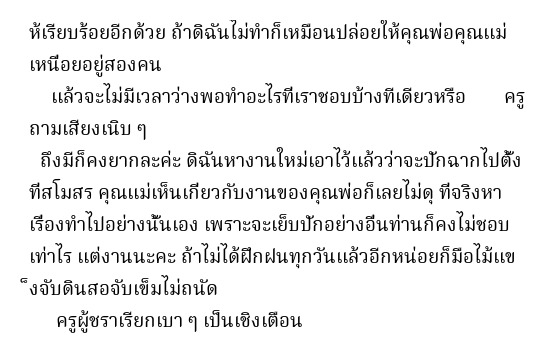 ห้เรียบร้อยอีกด้วย ถ้าดิฉันไม่ทำก็เหมือนปล่อยให้คุณพ่อคุณแม่
เหนื่อยอยู่สองคน
แล้วจะไม่มีเวลาว่างพอทำอะไรที่เราชอบบ้างทีเดียวหรือ ครู
ถามเสียงเนิบ ๆ
ถึงมีก็คงยากละค่ะ ดิฉันหางานใหม่เอาไว้แล้วว่าจะปักฉากไปตั้ง
ที่สโมสร คุณแม่เห็นเกี่ยวกับงานของคุณพ่อก็เลยไม่ดุ ที่จริงหา
เรื่องทำไปอย่างนั้นเอง เพราะจะเย็บปักอย่างอื่นท่านก็คงไม่ชอบ
เท่าไร แต่งานนะคะ ถ้าไม่ได้ฝึกฝนทุกวันแล้วอีกหน่อยก็มือไม้แข
็งจับดินสอจับเข็มไม่ถนัด
ครูผู้ชราเรียกเบา ๆ เป็นเชิงเตือน